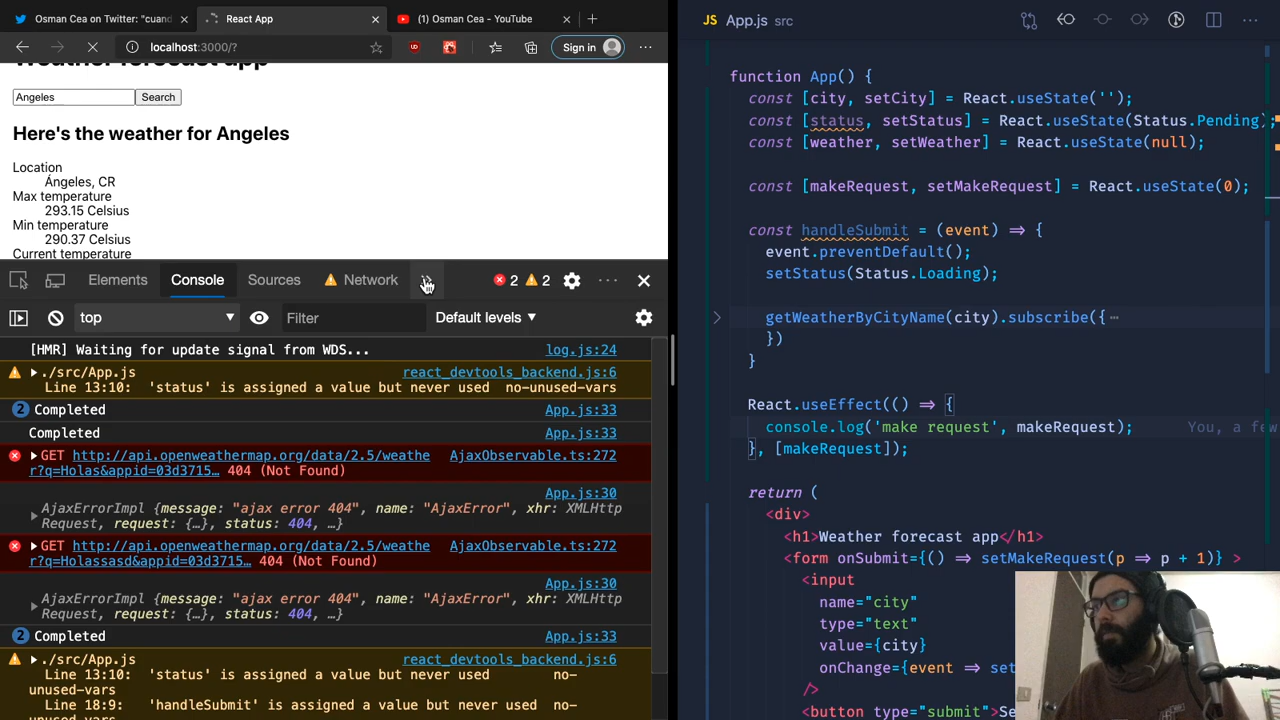 Osman Cea on Twitter: "cuand
React App
(1) Osman Cea - YouTube
localhost:3000/?
Sign in
Weather forecast app
Angeles
Search
Here's the weather for Angeles
Location
Ángeles, CR
Max temperature
293.15 Celsius
Min temperature
290.37 Celsius
Current temperature
Elements
Console
Sources
Network
2
2
top
Filter
Default levels
[HMR] Waiting for update signal from WDS...
log.js:24
./src/App.js
react_devtools_backend.js:6
Line 13:10: 'status' is assigned a value but never used no-unused-vars
2 Completed
App.js:33
Completed
App.js:33
GET http://api.openweathermap.org/data/2.5/weathe
AjaxObservable.ts:272
r?q=Holas&appid=03d3715… 404 (Not Found)
App.js:30
AjaxErrorImpl {message: "ajax error 404", name: "AjaxError", xhr: XMLHttp
Request, request: {…}, status: 404, …}
GET http://api.openweathermap.org/data/2.5/weathe
AjaxObservable.ts:272
r?q=Holassasd&appid=03d3715… 404 (Not Found)
App.js:30
AjaxErrorImpl {message: "ajax error 404", name: "AjaxError", xhr: XMLHttp
Request, request: {…}, status: 404, …}
2 Completed
App.js:33
./src/App.js
react_devtools_backend.js:6
Line 13:10: 'status' is assigned a value but never used no-
unused-vars
Line 18:9: 'handleSubmit' is assigned a value but never used no-
unused-vars
JS App.js src
function App() {
const [city, setCity] = React.useState('');
const [status, setStatus] = React.useState(Status.Pending);
const [weather, setWeather] = React.useState(null);
const [makeRequest, setMakeRequest] = React.useState(0);
const handleSubmit = (event) => {
event.preventDefault();
setStatus(Status.Loading);
getWeatherByCityName(city).subscribe({ …
})
}
React.useEffect(() => {
console.log('make request', makeRequest);
You, a few
}, [makeRequest]);
return (
<div>
<h1>Weather forecast app</h1>
<form onSubmit={() => setMakeRequest(p => p + 1)} >
<input
name="city"
type="text"
value={city}
onChange={event => set
/>
<button type="submit">Se